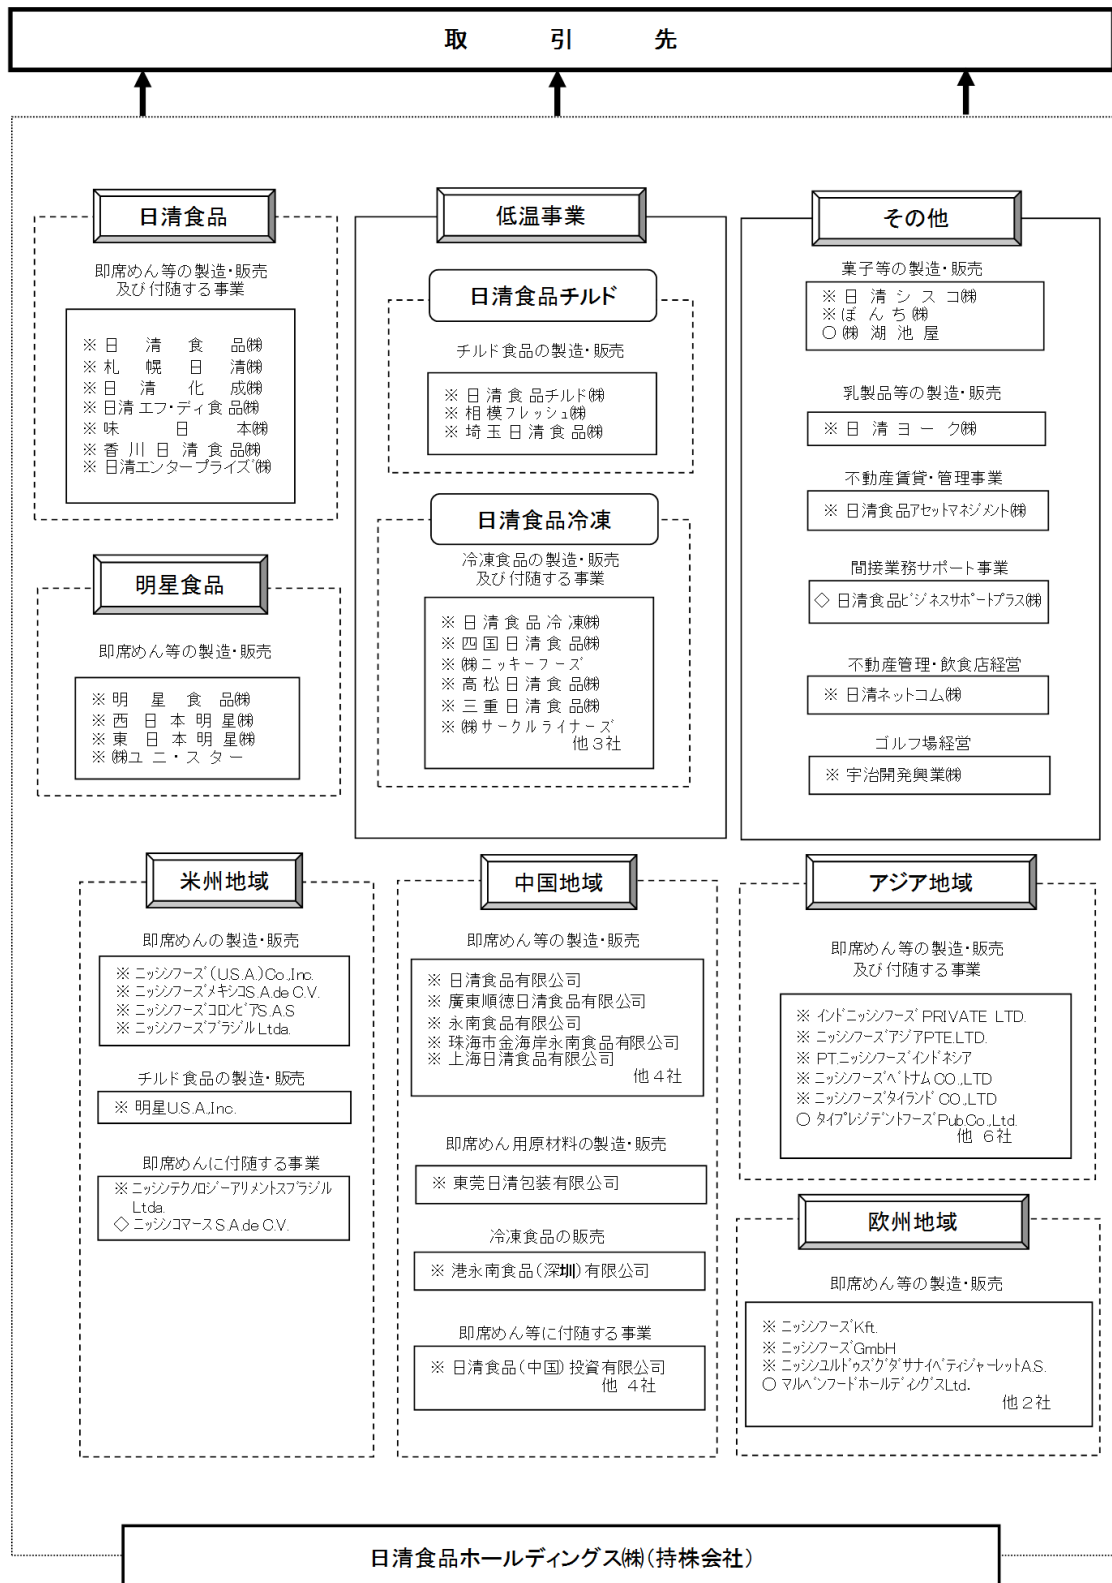 取引先
日清食品
即席めん等の製造・販売
及び付随する事業
※日清食品㈱
※札幌日清㈱
※日清化成㈱
※日清エフ・ディ食品㈱
※味日本㈱
※香川日清食品㈱
※日清エンタープライズ㈱
明星食品
即席めん等の製造・販売
※明星食品㈱
※西日本明星㈱
※東日本明星㈱
※㈱ユニ・スター
低温事業
日清食品チルド
チルド食品の製造・販売
※日清食品チルド㈱
※相模フレッシュ㈱
※埼玉日清食品㈱
日清食品冷凍
冷凍食品の製造・販売
及び付随する事業
※日清食品冷凍㈱
※四国日清食品㈱
※㈱ニッキーフーズ
※高松日清食品㈱
※三重日清食品㈱
※㈱サークルライナーズ
他３社
その他
菓子等の製造・販売
※日清シスコ㈱
※ぼんち㈱
○㈱湖池屋
乳製品等の製造・販売
※日清ヨーク㈱
不動産賃貸・管理事業
※ 日清食品アセットマネジメント㈱
間接業務サポート事業
◇ 日清食品ビジネスサポートプラス㈱
不動産管理・飲食店経営
※日清ネットコム㈱
ゴルフ場経営
※ 宇治開発興業㈱
米州地域
即席めんの製造・販売
※ ニッシンフーズ(U.S.A.)Co.,Inc.
※ ニッシンフーズメキシコS.A.de C.V.
※ ニッシンフーズコロンビアS.A.S
※ ニッシンフーズブラジル Ltda.
チルド食品の製造・販売
※ 明星U.S.A.,Inc.
即席めんに付随する事業
※ ニッシンテクノロジーアリメントスブラジル
Ltda.
◇ ニッシンコマース S.A.de C.V.
中国地域
即席めん等の製造・販売
※ 日清食品有限公司
※ 廣東順徳日清食品有限公司
※ 永南食品有限公司
※ 珠海市金海岸永南食品有限公司
※ 上海日清食品有限公司
他４社
即席めん用原材料の製造・販売
※ 東莞日清包装有限公司
冷凍食品の販売
※ 港永南食品（深圳）有限公司
即席めん等に付随する事業
※ 日清食品（中国）投資有限公司
他 4社
アジア地域
即席めん等の製造・販売
及び付随する事業
※ インドニッシンフーズ PRIVATE LTD.
※ ニッシンフーズアジアPTE.LTD.
※ PT.ニッシンフーズインドネシア
※ ニッシンフーズベトナム CO.,LTD
※ ニッシンフーズタイランド CO.,LTD
○ タイプレジデントフーズ Pub.Co.,Ltd.
他 6社
欧州地域
即席めん等の製造・販売
※ ニッシンフーズKft.
※ ニッシンフーズGmbH
※ ニッシンユルドゥズグダサナイベティジャーレットA.S.
○ マルベンフードホールディングスLtd.
他２社
日清食品ホールディングス㈱（持株会社）